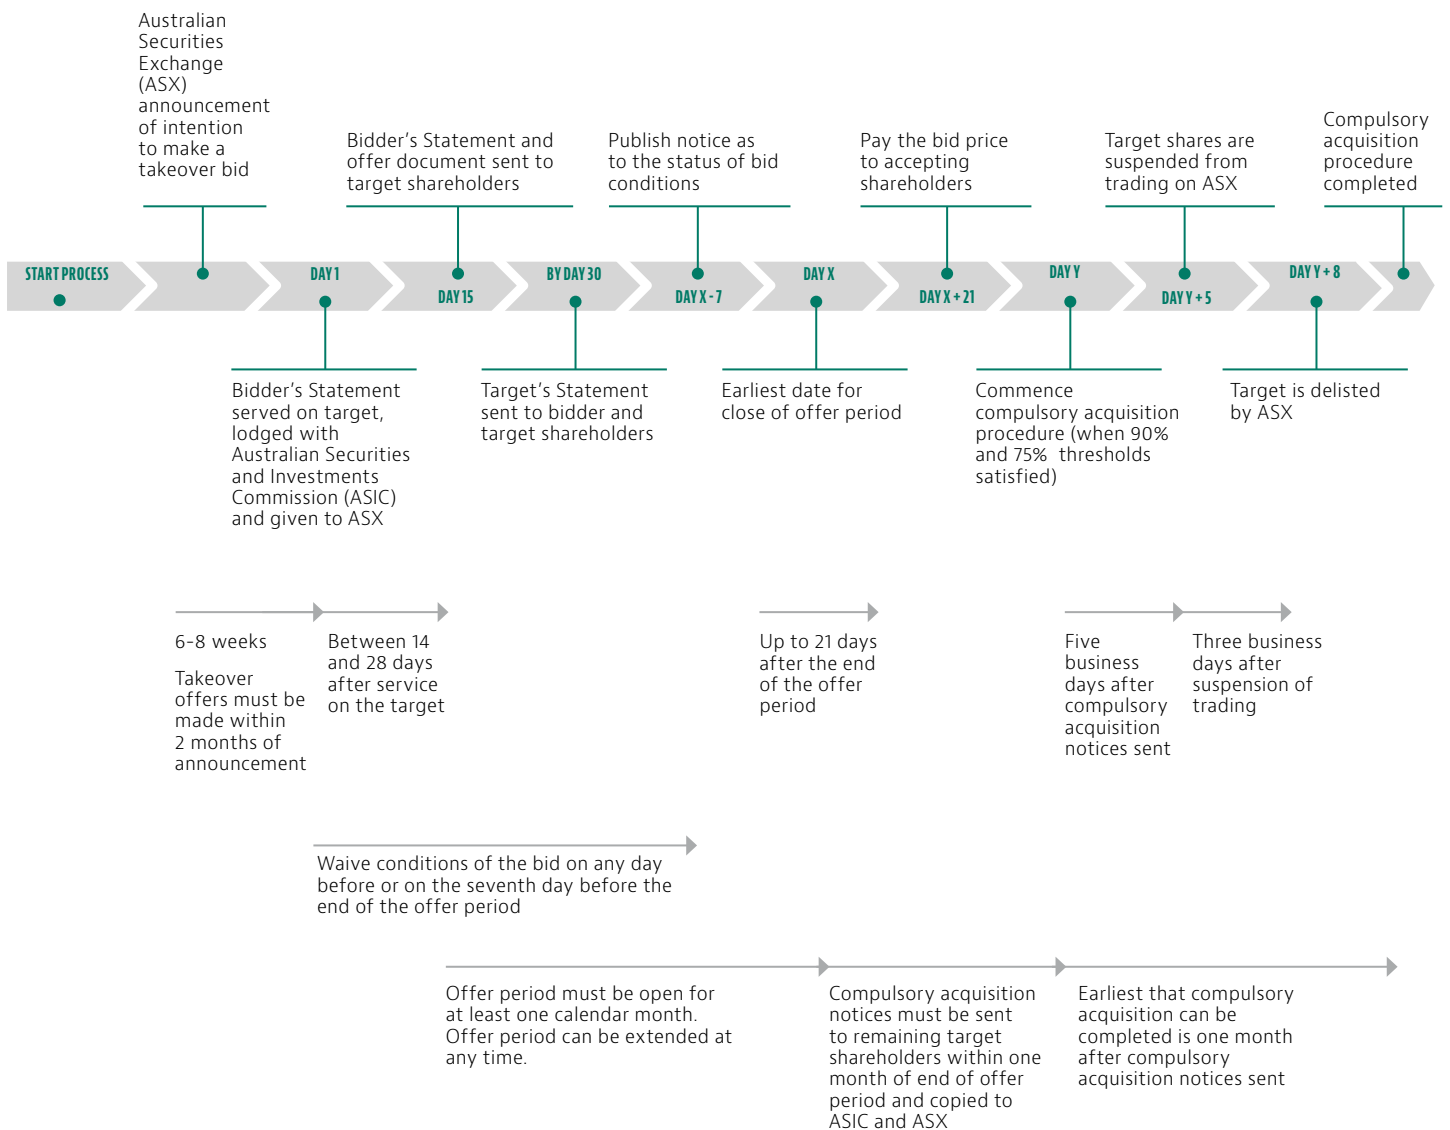 Australian
Securities
Exchange
(ASX)
announcement
of intention
to make a
takeover bid
Bidder’s Statement and
offer document sent to
target shareholders
Publish notice as
to the status of bid
conditions
Pay the bid price
to accepting
shareholders
Target shares are
suspended from
trading on ASX
Compulsory
acquisition
procedure
completed
START PROCESS
DAY 1
DAY 15
BY DAY 30
DAY X - 7
DAY X
DAY X + 21
DAY Y
DAY Y + 5
DAY Y + 8
Bidder’s Statement
served on target,
lodged with
Australian Securities
and Investments
Commission (ASIC)
and given to ASX
Target’s Statement
sent to bidder and
target shareholders
Earliest date for
close of offer period
Commence
compulsory acquisition
procedure (when 90%
and 75% thresholds
satisfied)
Target is delisted
by ASX
6-8 weeks
Takeover
offers must be
made within
2 months of
announcement
Between 14
and 28 days
after service
on the target
Up to 21 days
after the end
of the offer
period
Five
business
days after
compulsory
acquisition
notices sent
Three business
days after
suspension of
trading
Waive conditions of the bid on any day
before or on the seventh day before the
end of the offer period
Offer period must be open for
at least one calendar month.
Offer period can be extended at
any time.
Compulsory acquisition
notices must be sent
to remaining target
shareholders within one
month of end of offer
period and copied to
ASIC and ASX
Earliest that compulsory
acquisition can be
completed is one month
after compulsory
acquisition notices sent